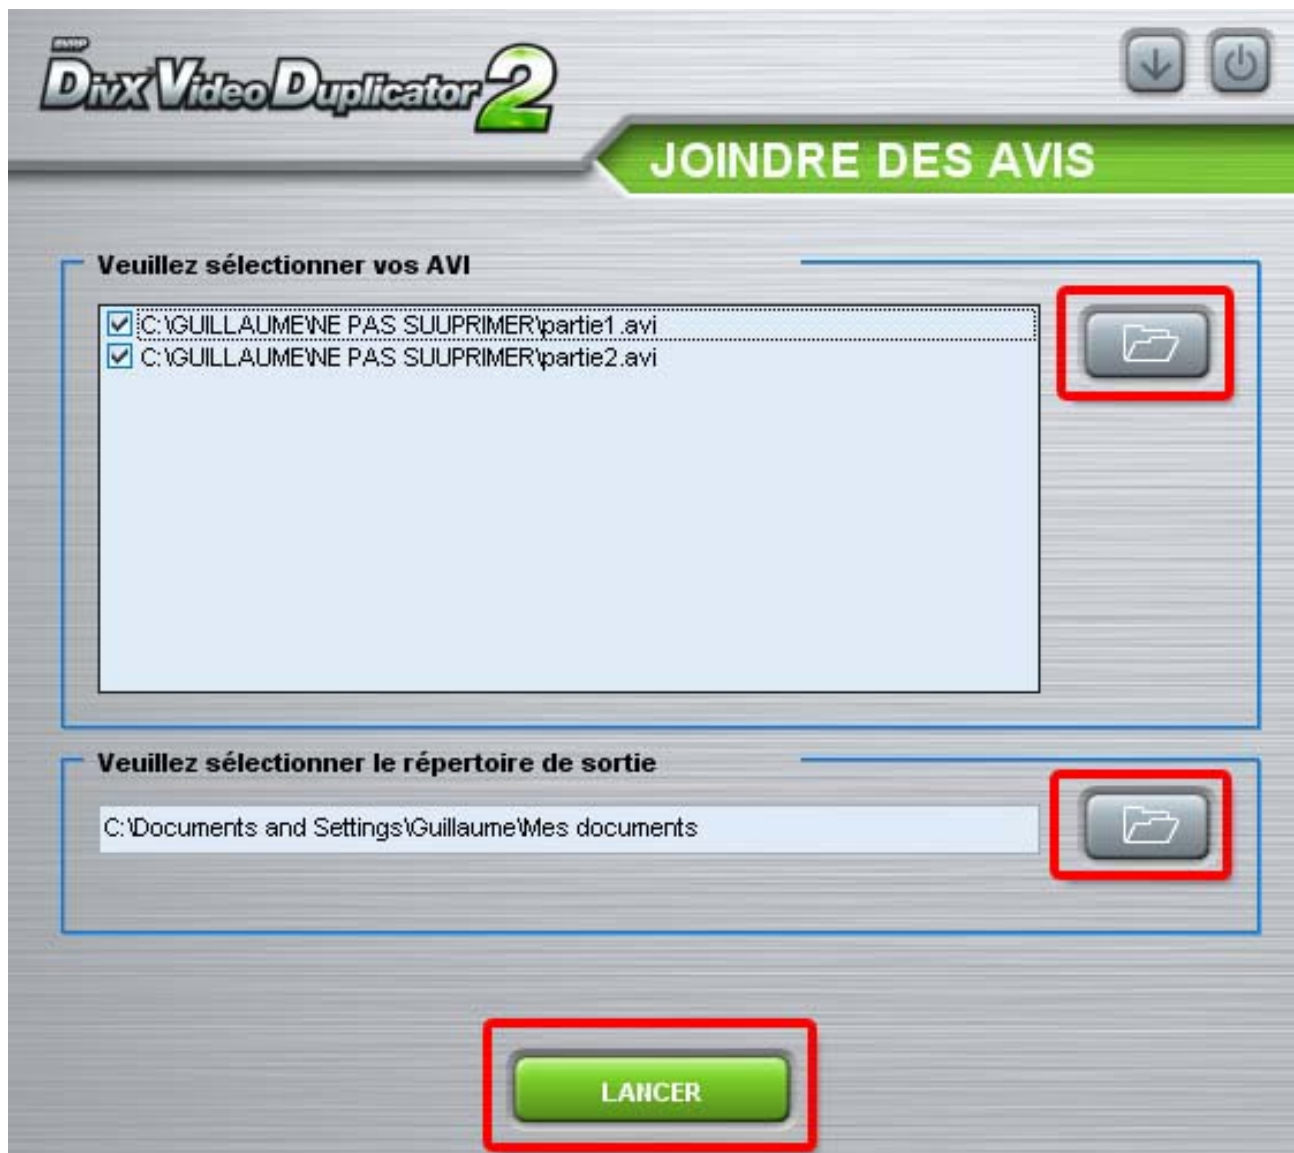 BVRP
DivX Video Duplicator 2
JOINDRE DES AVIS
Veuillez sélectionner vos AVI
C:\GUILLAUME\NE PAS SUUPRIMER\partie1.avi
C:\GUILLAUME\NE PAS SUUPRIMER\partie2.avi
Veuillez sélectionner le répertoire de sortie
C:\Documents and Settings\Guillaume\Mes documents
LANCER